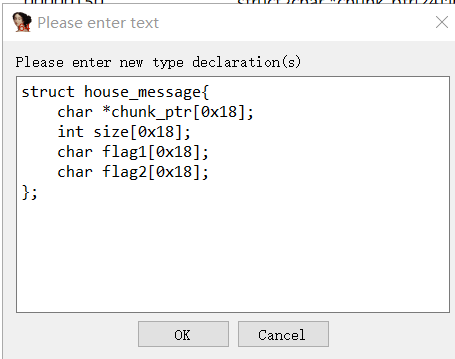 Please enter text
Please enter new type declaration(s)
struct house_message{
    char *chunk_ptr[0x18];
    int size[0x18];
    char flag1[0x18];
    char flag2[0x18];
};
OK
Cancel